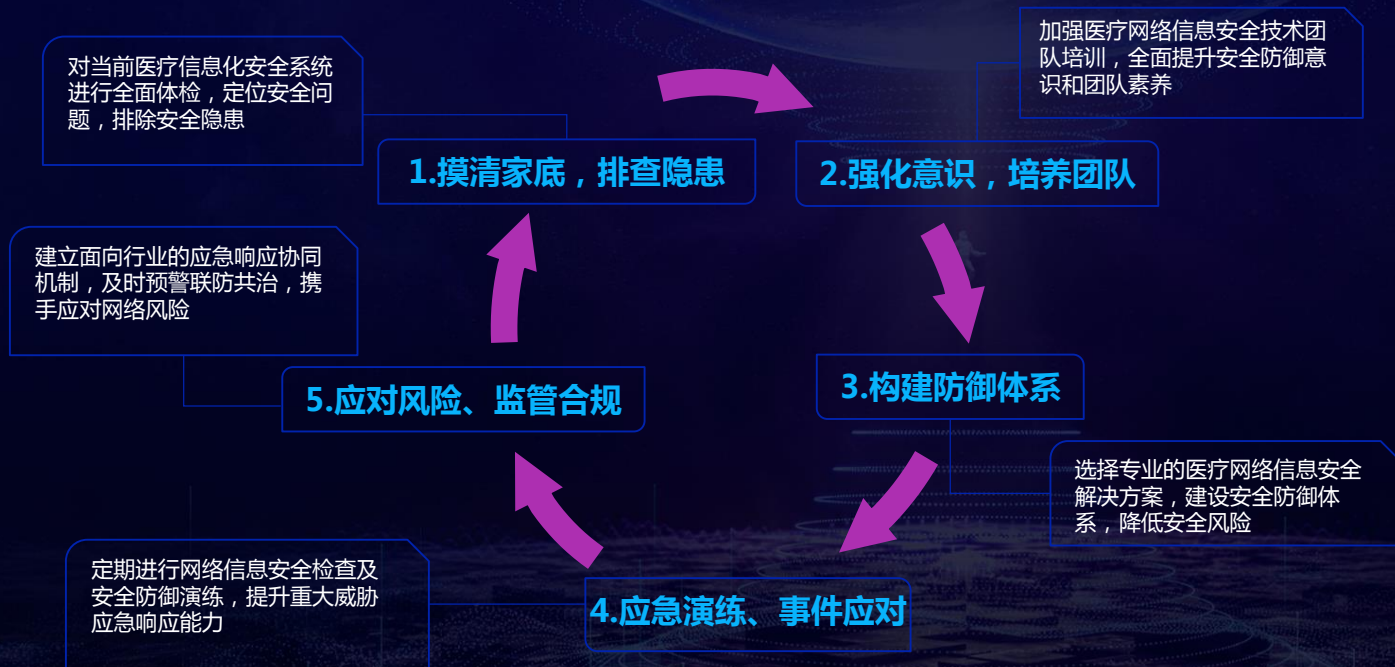 对当前医疗信息化安全系统
进行全面体检，定位安全问
题，排除安全隐患
1.摸清家底，排查隐患
加强医疗网络信息安全技术团
队培训，全面提升安全防御意
识和团队素养
2.强化意识，培养团队
3.构建防御体系
选择专业的医疗网络信息安全
解决方案，建设安全防御体
系，降低安全风险
4.应急演练、事件应对
定期进行网络信息安全检查及
安全防御演练，提升重大威胁
应急响应能力
5.应对风险、监管合规
建立面向行业的应急响应协同
机制，及时预警联防共治，携
手应对网络风险